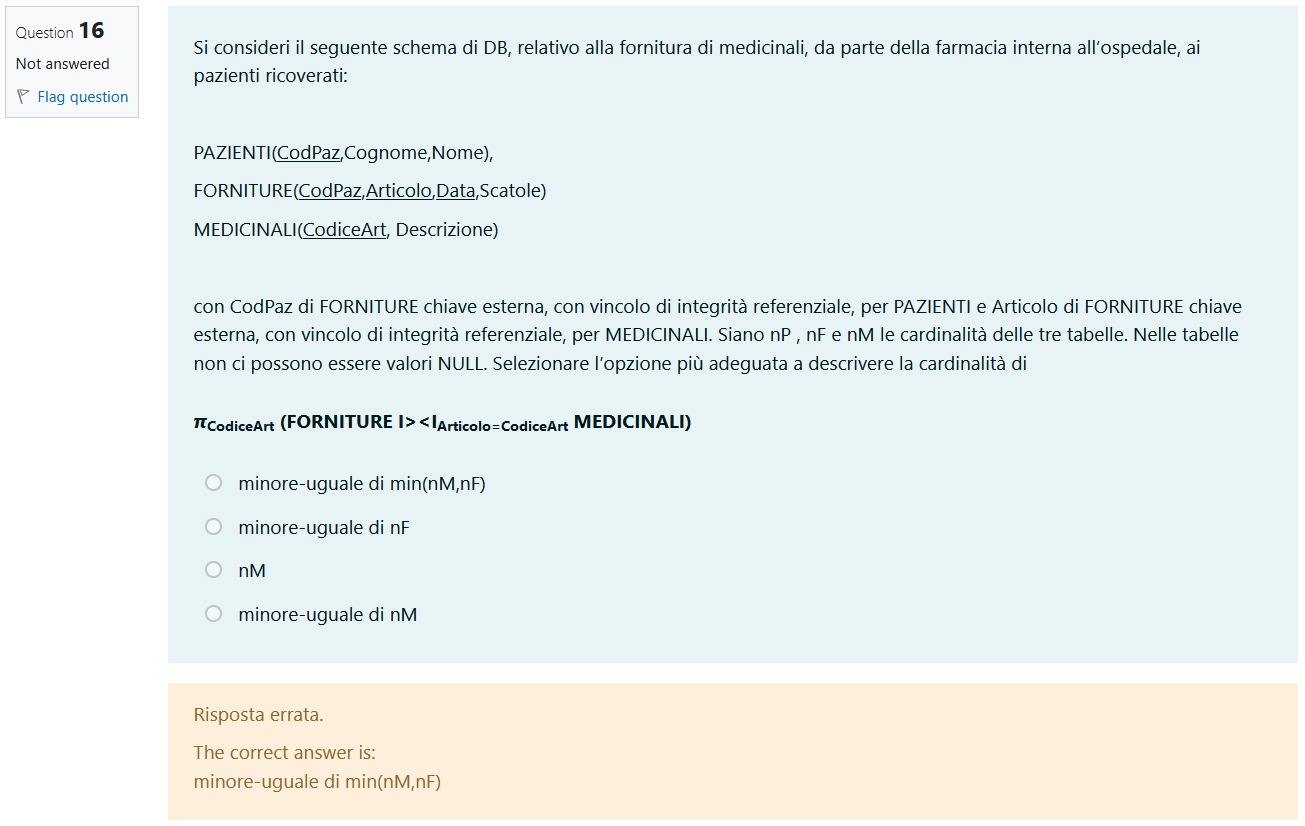 Question 16
Not answered
Flag question
Si consideri il seguente schema di DB, relativo alla fornitura di medicinali, da parte della farmacia interna all’ospedale, ai
pazienti ricoverati:
PAZIENTI(CodPaz,Cognome,Nome),
FORNITURE(CodPaz,Articolo,Data,Scatole)
MEDICINALI(CodiceArt, Descrizione)
con CodPaz di FORNITURE chiave esterna, con vincolo di integrità referenziale, per PAZIENTI e Articolo di FORNITURE chiave
esterna, con vincolo di integrità referenziale, per MEDICINALI. Siano nP , nF e nM le cardinalità delle tre tabelle. Nelle tabelle
non ci possono essere valori NULL. Selezionare l’opzione più adeguata a descrivere la cardinalità di
πCodiceArt (FORNITURE I><IArticolo=CodiceArt MEDICINALI)
minore-uguale di min(nM,nF)
minore-uguale di nF
nM
minore-uguale di nM
Risposta errata.
The correct answer is:
minore-uguale di min(nM,nF)